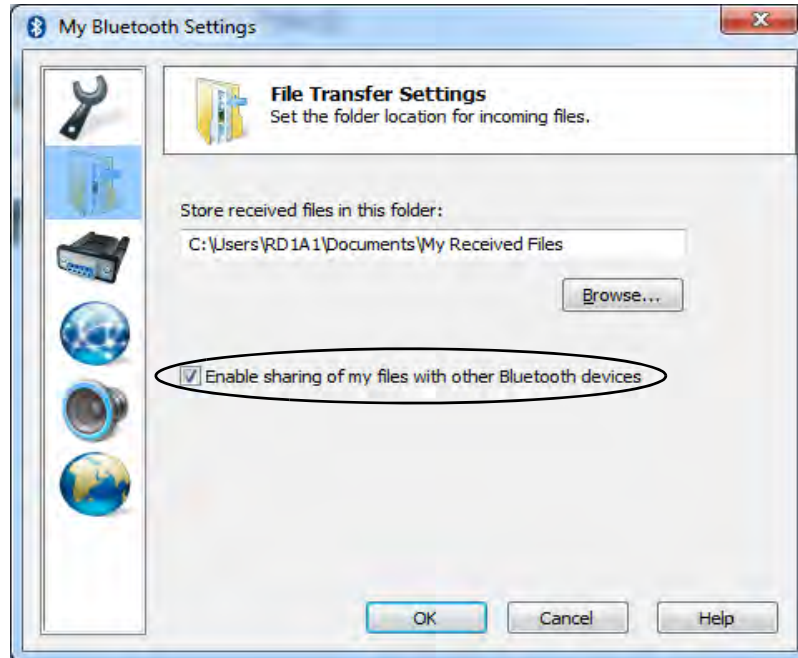 My Bluetooth Settings
File Transfer Settings
Set the folder location for incoming files.
Store received files in this folder:
C:\Users\RD1A1\Documents\My Received Files
Browse...
Enable sharing of my files with other Bluetooth devices
OK
Cancel
Help